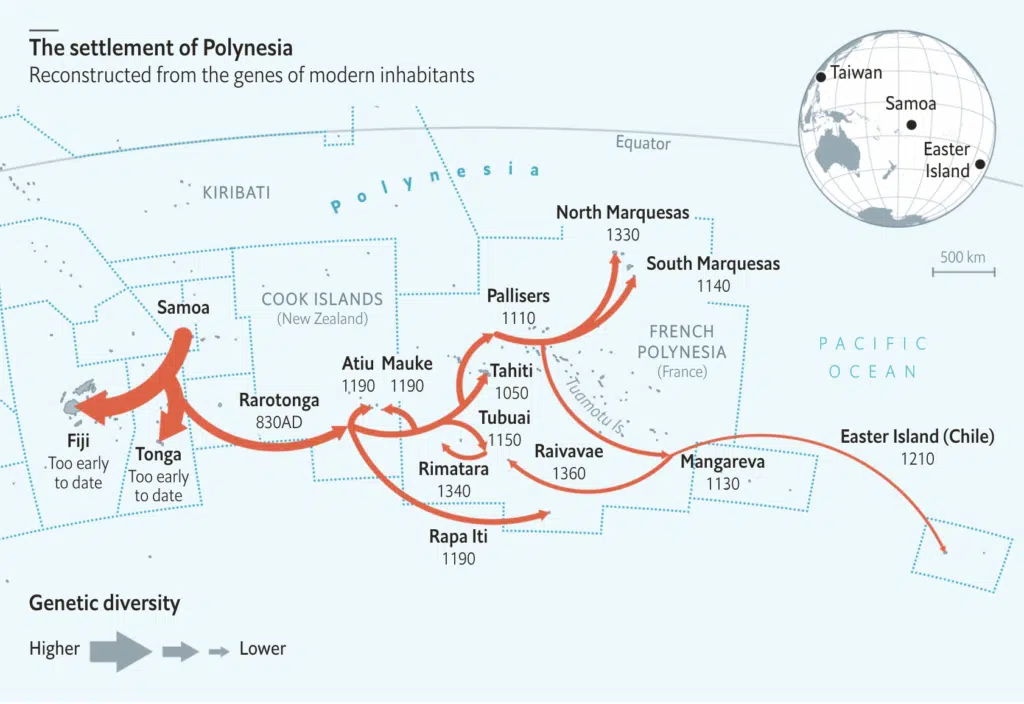 The settlement of Polynesia
Reconstructed from the genes of modern inhabitants
Taiwan
Samoa
Easter
Island
Equator
KIRIBATI
Polynesia
North Marquesas
1330
South Marquesas
1140
500 km
Samoa
COOK ISLANDS
(New Zealand)
Pallisers
1110
FRENCH
POLYNESIA
(France)
PACIFIC
OCEAN
Atiu
1190
Mauke
1190
Tahiti
1050
Tuamotu Is.
Rarotonga
830AD
Tubuai
1150
Fiji
Too early
to date
Tonga
Too early
to date
Rimatara
1340
Raivavae
1360
Mangareva
1130
Easter Island (Chile)
1210
Rapa Iti
1190
Genetic diversity
Higher
Lower